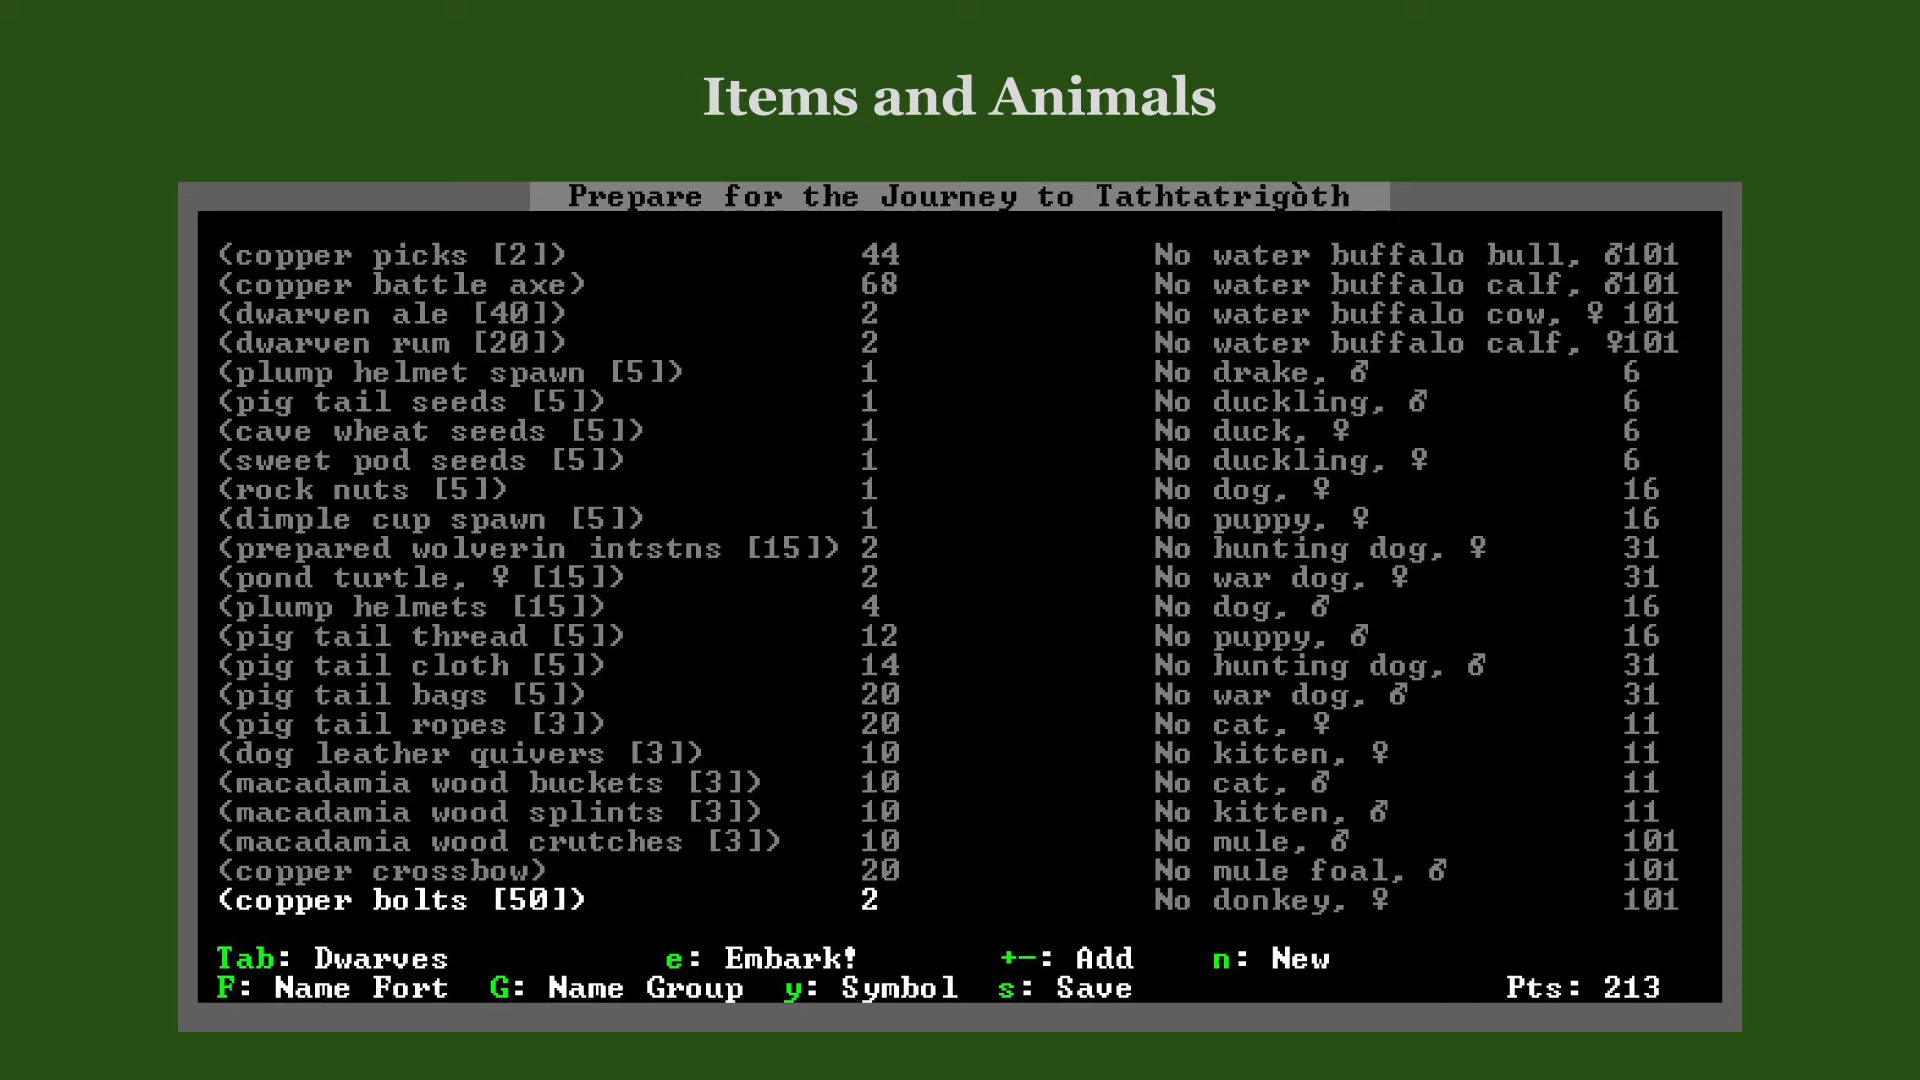 Items and Animals
Prepare for the Journey to Tathtatrigòth
(copper picks [2]) 44 No water buffalo bull, ♂101
(copper battle axe) 68 No water buffalo calf, ♂101
(dwarven ale [40]) 2 No water buffalo cow, ♀ 101
(dwarven rum [20]) 2 No water buffalo calf, ♀101
(plump helmet spawn [5]) 1 No drake, ♂ 6
(pig tail seeds [5]) 1 No duckling, ♂ 6
(cave wheat seeds [5]) 1 No duck, ♀ 6
(sweet pod seeds [5]) 1 No duckling, ♀ 6
(rock nuts [5]) 1 No dog, ♀ 16
(dimple cup spawn [5]) 1 No puppy, ♀ 16
(prepared wolverin intstns [15]) 2 No hunting dog, ♀ 31
(pond turtle, ♀ [15]) 2 No war dog, ♀ 31
(plump helmets [15]) 4 No dog, ♂ 16
(pig tail thread [5]) 12 No puppy, ♂ 16
(pig tail cloth [5]) 14 No hunting dog, ♂ 31
(pig tail bags [5]) 20 No war dog, ♂ 31
(pig tail ropes [3]) 20 No cat, ♀ 11
(dog leather quivers [3]) 10 No kitten, ♀ 11
(macadamia wood buckets [3]) 10 No cat, ♂ 11
(macadamia wood splints [3]) 10 No kitten, ♂ 11
(macadamia wood crutches [3]) 10 No mule, ♂ 101
(copper crossbow) 20 No mule foal, ♂ 101
(copper bolts [50]) 2 No donkey, ♀ 101
Tab: Dwarves e: Embark! +-: Add n: New
F: Name Fort G: Name Group y: Symbol s: Save Pts: 213